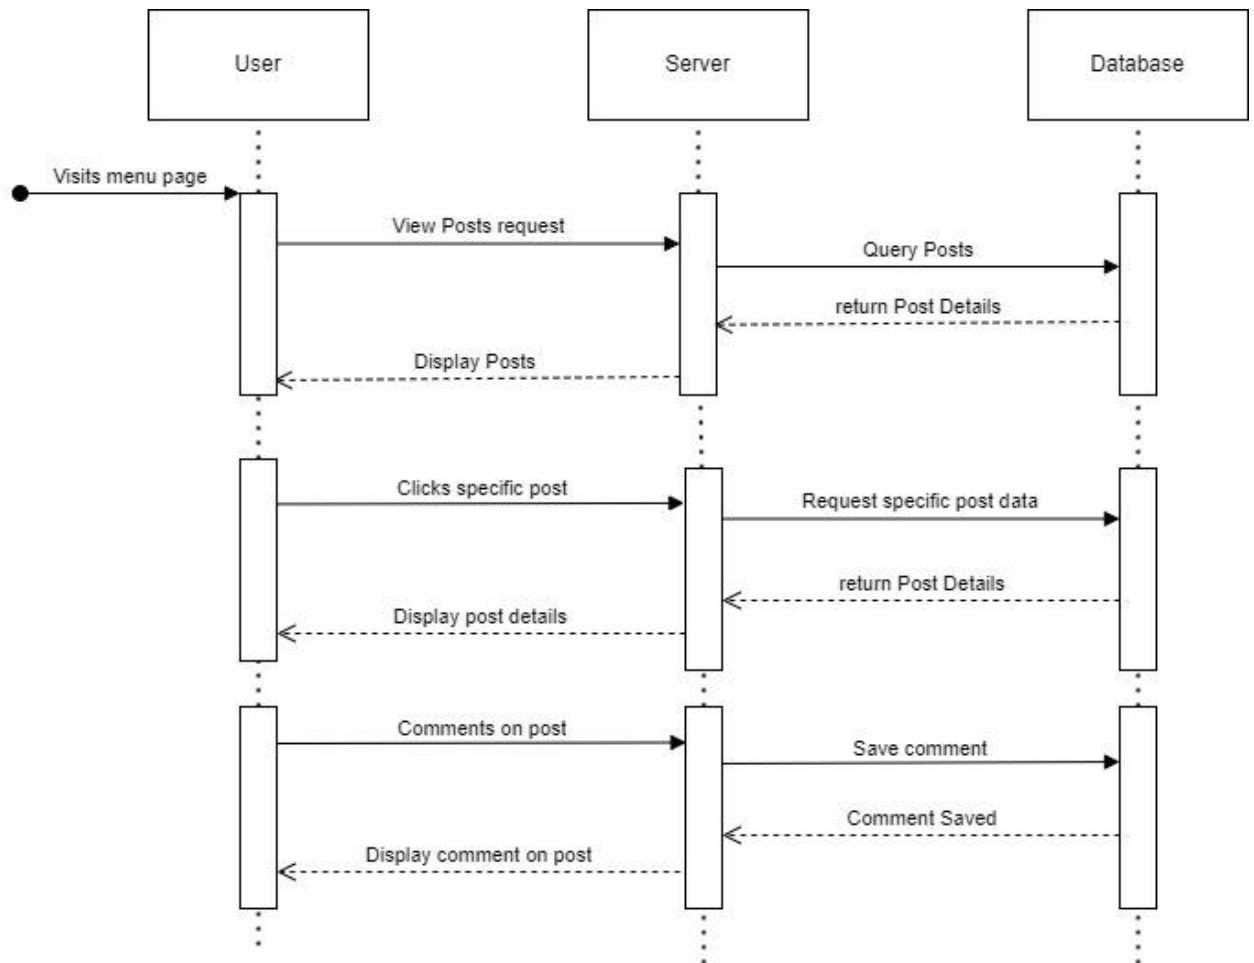 User
Server
Database
Visits menu page
View Posts request
Query Posts
return Post Details
Display Posts
Clicks specific post
Request specific post data
return Post Details
Display post details
Comments on post
Save comment
Comment Saved
Display comment on post